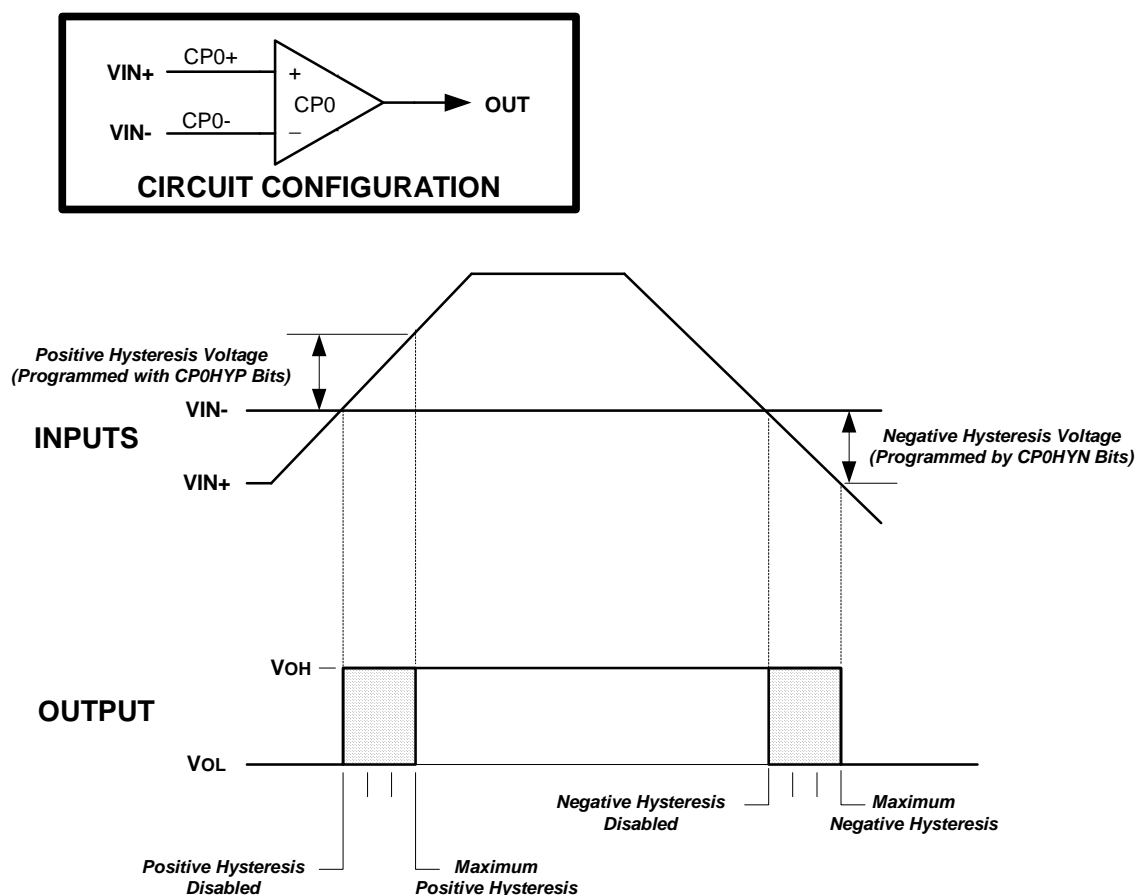 VIN+
CP0+
+
CP0
OUT
VIN-
CP0-
_
CIRCUIT CONFIGURATION
Positive Hysteresis Voltage
(Programmed with CP0HYP Bits)
VIN-
INPUTS
VIN+
Negative Hysteresis Voltage
(Programmed by CP0HYN Bits)
VOH
OUTPUT
VOL
Negative Hysteresis
Disabled
Maximum
Negative Hysteresis
Positive Hysteresis
Disabled
Maximum
Positive Hysteresis